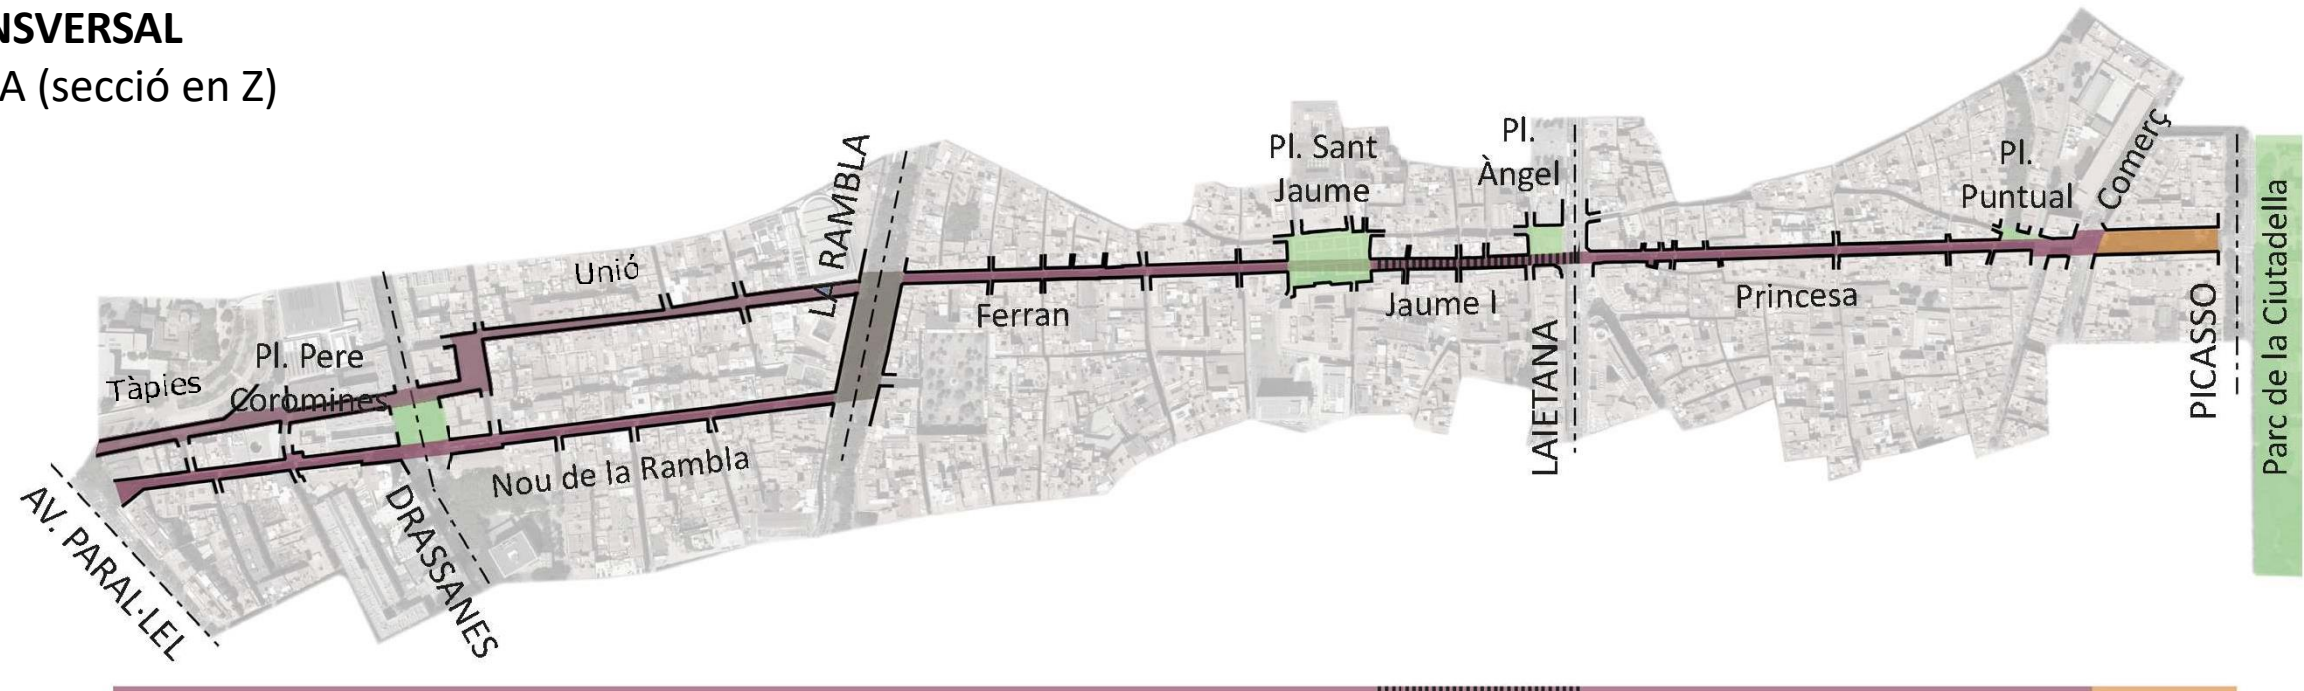 NSVERSAL
A (secció en Z)
Pl. Sant
Jaume
Pl.
Àngel
Pl.
Puntual
Comerç
LA RAMBLA
Unió
Ferran
Jaume I
Princesa
Pl. Pere
Coromines
Tàpies
Nou de la Rambla
LAIETANA
PICASSO
Parc de la Ciutadella
AV. PARAL·LEL
DRASSANES